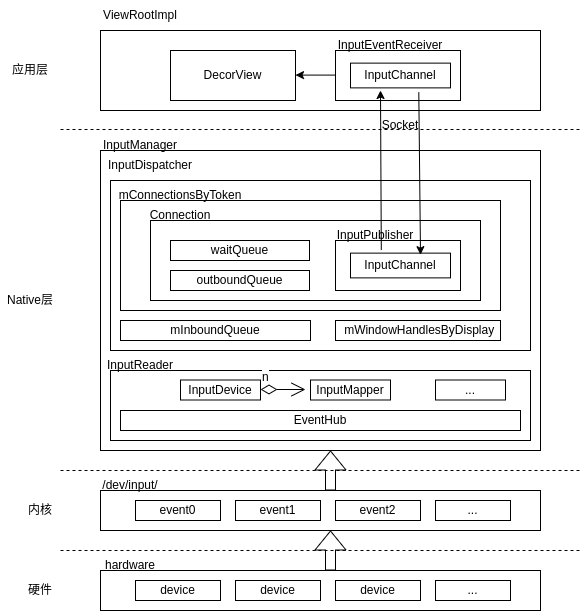 ViewRootImpl
应用层
InputEventReceiver
DecorView
InputChannel
Socket
InputManager
InputDispatcher
mConnectionsByToken
Connection
waitQueue
InputPublisher
outboundQueue
InputChannel
Native层
mInboundQueue
mWindowHandlesByDisplay
InputReader
n
InputDevice
InputMapper
...
EventHub
/dev/input/
内核
event0
event1
event2
...
hardware
硬件
device
device
device
...